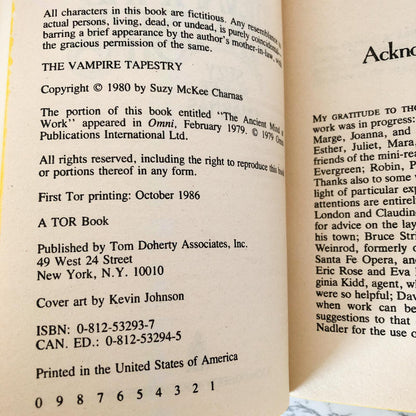 All characters in this book are fictitious. Any resemblance to
actual persons, living, dead, or undead, is purely coincidental,
barring a brief appearance by the author's mother-in-law, with
the gracious permission of the same.
THE VAMPIRE TAPESTRY
Copyright © 1980 by Suzy McKee Charnas
The portion of this book entitled "The Ancient Mind at
Work" appeared in Omni, February 1979. © 1979 Omni
Publications International Ltd.
All rights reserved, including the right to reproduce this book
or portions thereof in any form.
First Tor printing: October 1986
A TOR Book
Published by Tom Doherty Associates, Inc.
49 West 24 Street
New York, N.Y. 10010
Cover art by Kevin Johnson
ISBN: 0-812-53293-7
CAN. ED.: 0-812-53294-5
Printed in the United States of America
0 9 8 7 6 5 4 3 2 1
Ackno
MY GRATITUDE TO TH
work was in progress:
Marge, Joanna, and
Esther, Juliet, Mara,
friends of the mini-re
Evergreen; Robin, P
Thanks also to some
light of particular exp
attentions are entirel
London and Claudin
for advice on the lay
his town; Bruce Str
Weinrod, formerly o
Santa Fe Opera, and
Eric Rose and Eva
ginia Kidd, agent, wh
were so helpful; Dav
when work can be
suggestions to that
Nadler for the use o